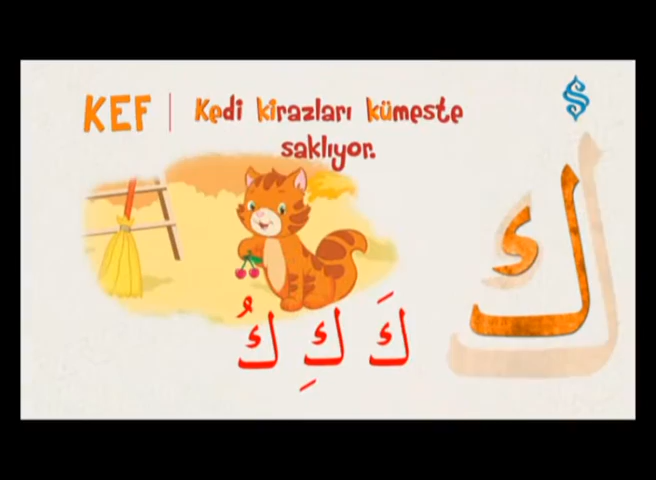 KEF | Kedi kirazları kümeste
saklıyor.
ك
كَ كِ كُ